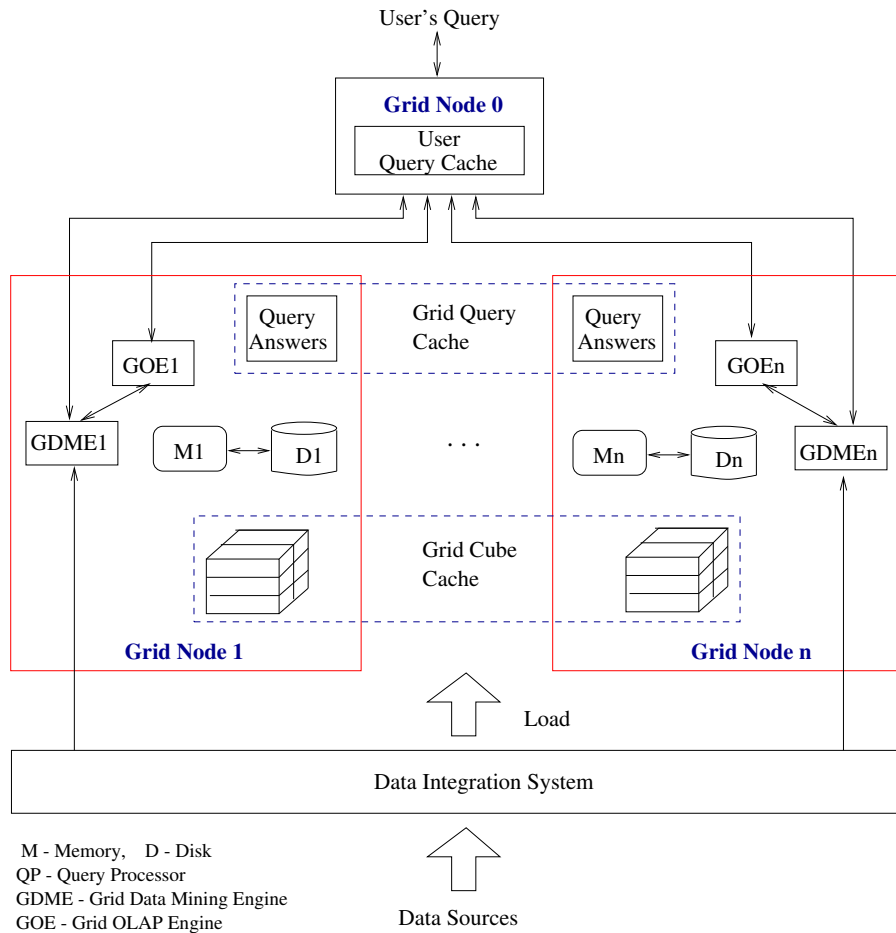 User's Query
Grid Node 0
User
Query Cache
Query
Answers
Grid Query
Cache
Query
Answers
GOE1
GOEn
GDME1
M1
D1
. . .
Mn
Dn
GDMEn
Grid Cube
Cache
Grid Node 1
Grid Node n
Load
Data Integration System
M - Memory, D - Disk
QP - Query Processor
GDME - Grid Data Mining Engine
GOE - Grid OLAP Engine
Data Sources